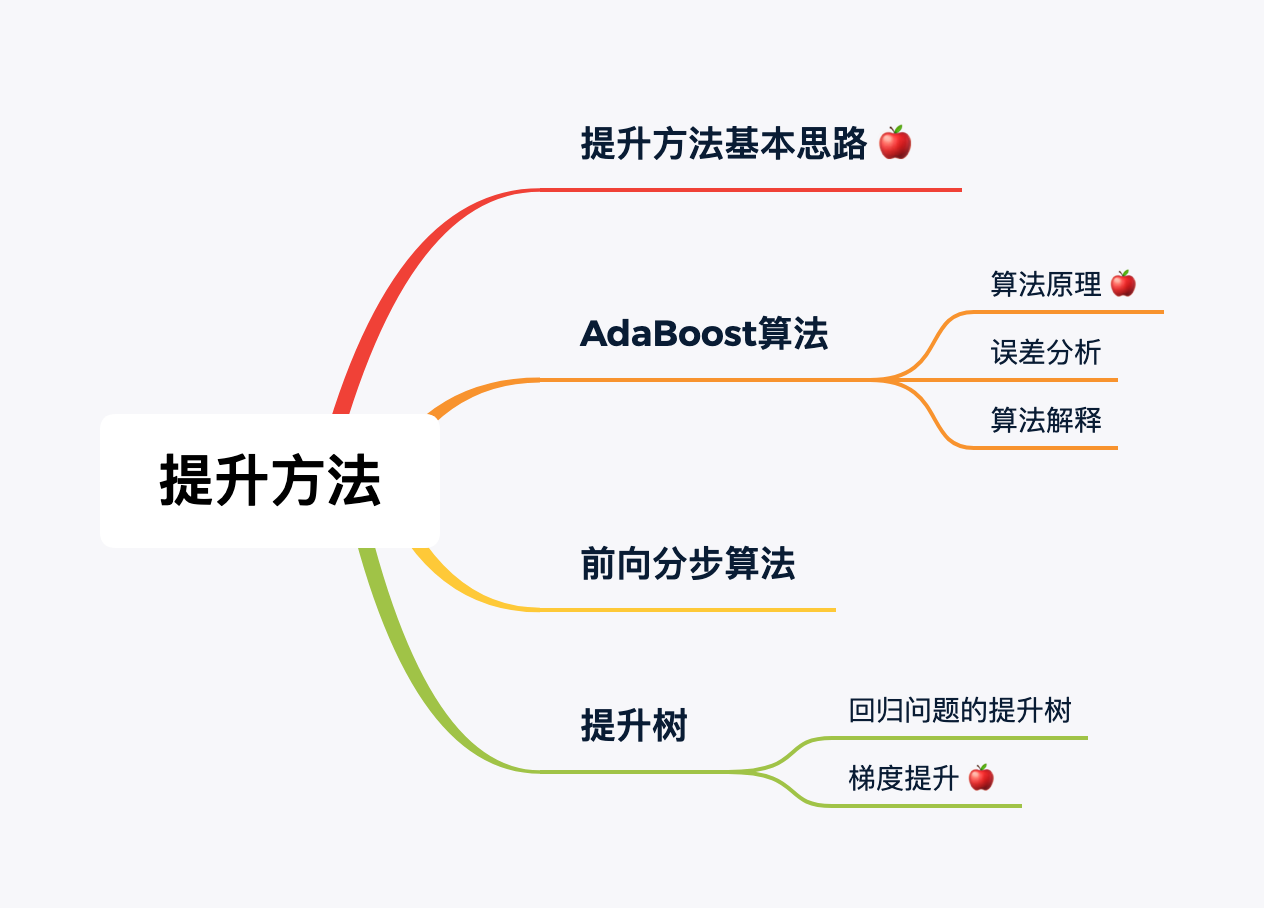 提升方法
提升方法基本思路 🍎
AdaBoost算法
算法原理 🍎
误差分析
算法解释
前向分步算法
提升树
回归问题的提升树
梯度提升 🍎